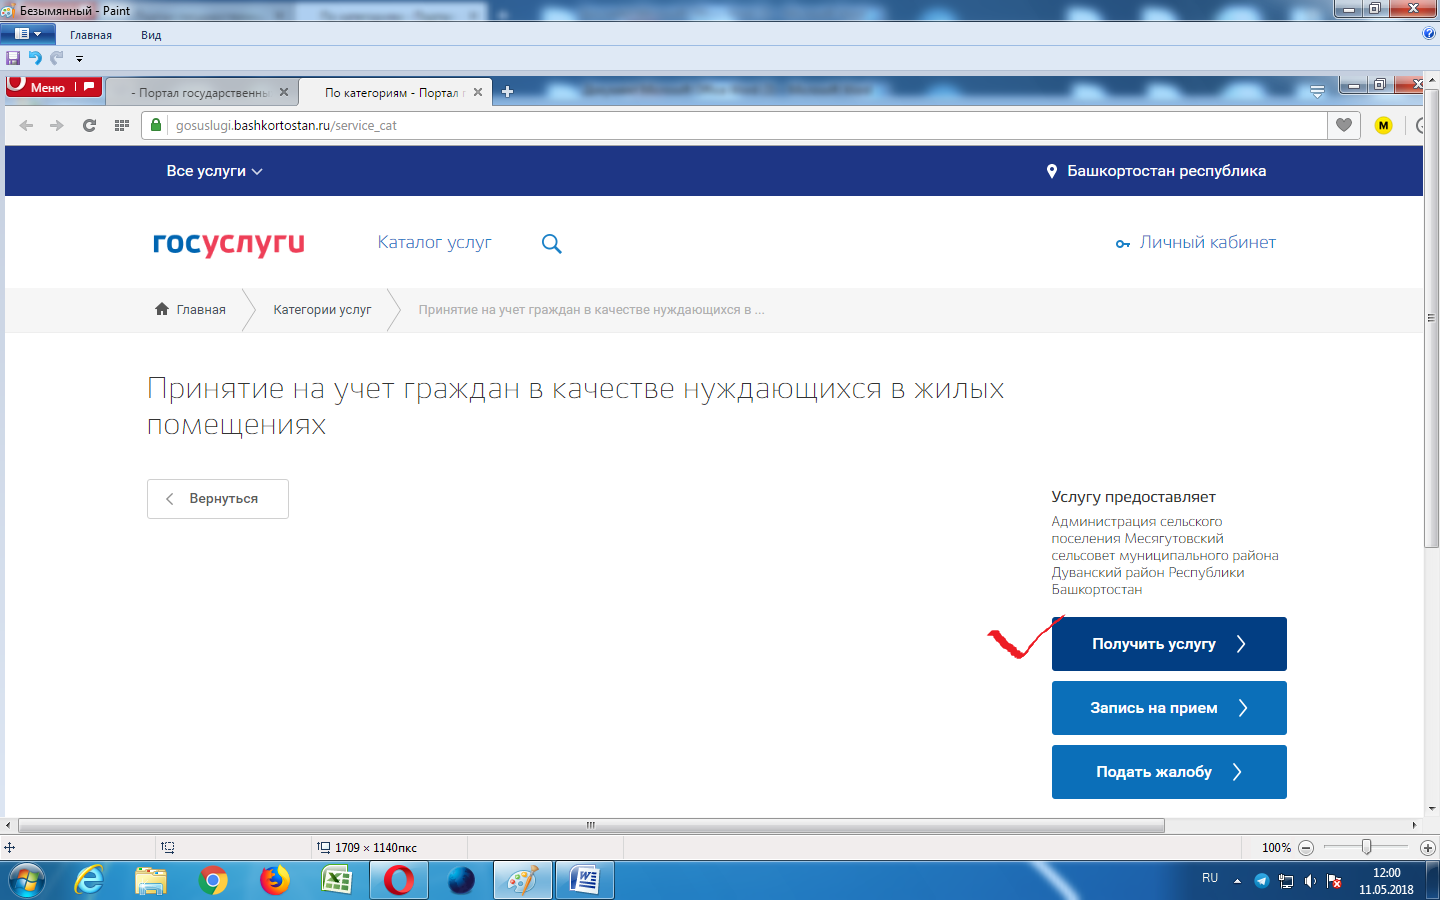 Безымянный - Paint
Главная Вид
Меню
- Портал государственны
По категориям - Портал г
gosuslugi.bashkortostan.ru/service_cat
M
Все услуги
Башкортостан республика
госуслуги
Каталог услуг
Личный кабинет
Главная
Категории услуг
Принятие на учет граждан в качестве нуждающихся в ...
Принятие на учет граждан в качестве нуждающихся в жилых
помещениях
Вернуться
Услугу предоставляет
Администрация сельского
поселения Месягутовский
сельсовет муниципального района
Дуванский район Республики
Башкортостан
Получить услугу
Запись на прием
Подать жалобу
1709 × 1140пкс
100%
RU
12:00
11.05.2018